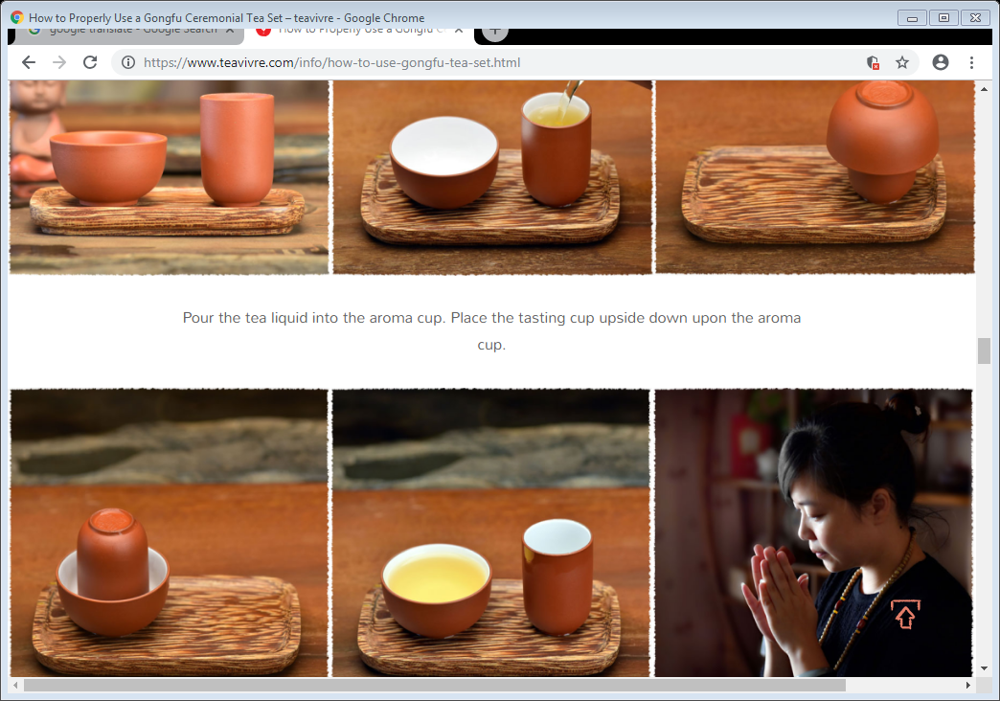 How to Properly Use a Gongfu Ceremonial Tea Set – teavivre - Google Chrome
google translate - Google Search
How to Properly Use a Gongfu C
https://www.teavivre.com/info/how-to-use-gongfu-tea-set.html
Pour the tea liquid into the aroma cup. Place the tasting cup upside down upon the aroma
cup.